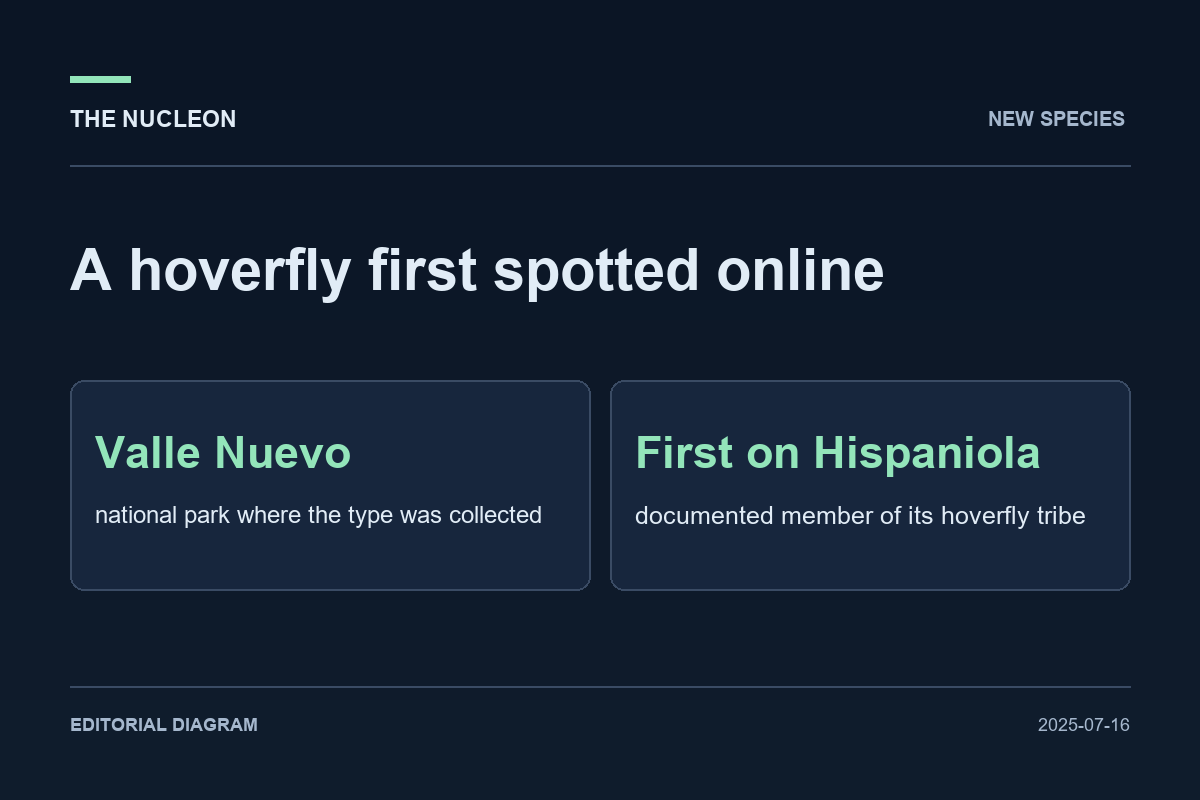 THE NUCLEON
NEW SPECIES
A hoverfly first spotted online
Valle Nuevo
national park where the type was collected
First on Hispaniola
documented member of its hoverfly tribe
EDITORIAL DIAGRAM
2025-07-16